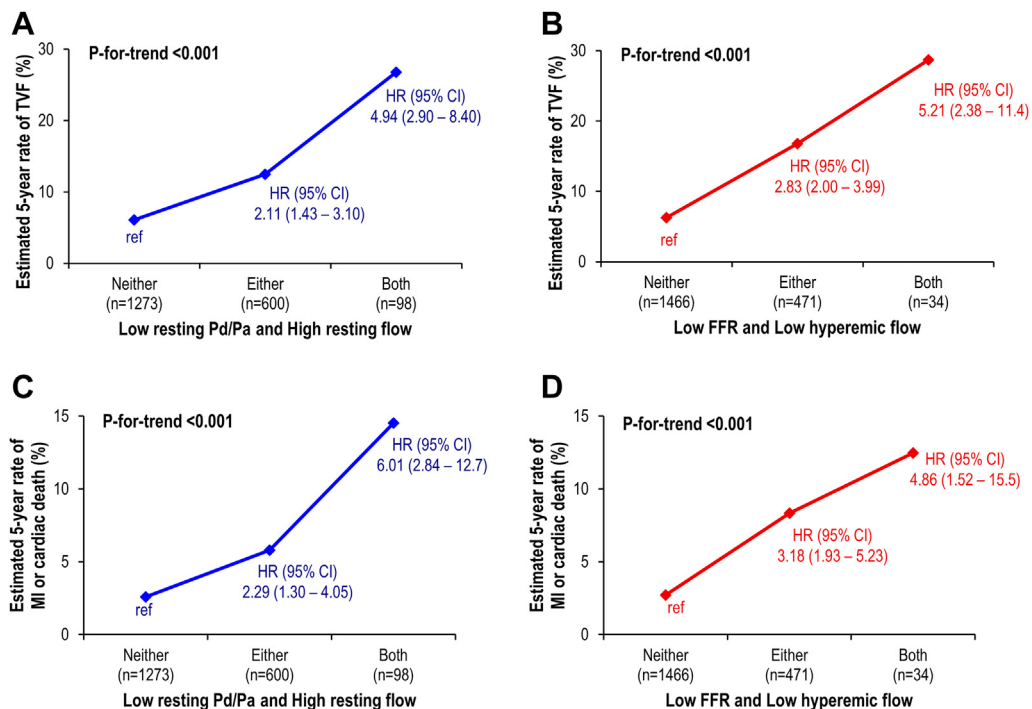 A
P-for-trend <0.001
Estimated 5-year rate of TVF (%)
30
20
10
0
HR (95% CI)
4.94 (2.90 – 8.40)
HR (95% CI)
2.11 (1.43 – 3.10)
ref
Neither Either Both
(n=1273) (n=600) (n=98)
Low resting Pd/Pa and High resting flow
B
P-for-trend <0.001
Estimated 5-year rate of TVF (%)
30
20
10
0
HR (95% CI)
5.21 (2.38 – 11.4)
HR (95% CI)
2.83 (2.00 – 3.99)
ref
Neither Either Both
(n=1466) (n=471) (n=34)
Low FFR and Low hyperemic flow
C
P-for-trend <0.001
Estimated 5-year rate of
MI or cardiac death (%)
15
10
5
0
HR (95% CI)
6.01 (2.84 – 12.7)
HR (95% CI)
2.29 (1.30 – 4.05)
ref
Neither Either Both
(n=1273) (n=600) (n=98)
Low resting Pd/Pa and High resting flow
D
P-for-trend <0.001
Estimated 5-year rate of
MI or cardiac death (%)
15
10
5
0
HR (95% CI)
4.86 (1.52 – 15.5)
HR (95% CI)
3.18 (1.93 – 5.23)
ref
Neither Either Both
(n=1466) (n=471) (n=34)
Low FFR and Low hyperemic flow